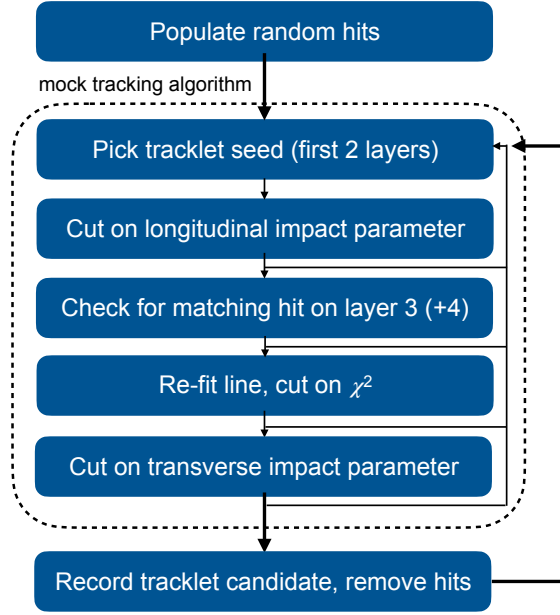 Populate random hits
mock tracking algorithm
Pick tracklet seed (first 2 layers)
Cut on longitudinal impact parameter
Check for matching hit on layer 3 (+4)
Re-fit line, cut on χ²
Cut on transverse impact parameter
Record tracklet candidate, remove hits